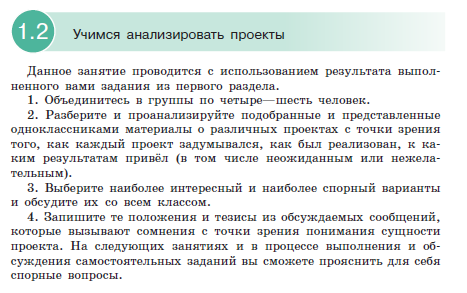 1.2
Учимся анализировать проекты
Данное занятие проводится с использованием результата выпол-
ненного вами задания из первого раздела.
1. Объединитесь в группы по четыре—шесть человек.
2. Разберите и проанализируйте подобранные и представленные
одноклассниками материалы о различных проектах с точки зрения
того, как каждый проект задумывался, как был реализован, к ка-
ким результатам привёл (в том числе неожиданным или нежела-
тельным).
3. Выберите наиболее интересный и наиболее спорный варианты
и обсудите их со всем классом.
4. Запишите те положения и тезисы из обсуждаемых сообщений,
которые вызывают сомнения с точки зрения понимания сущности
проекта. На следующих занятиях и в процессе выполнения и об-
суждения самостоятельных заданий вы сможете прояснить для себя
спорные вопросы.